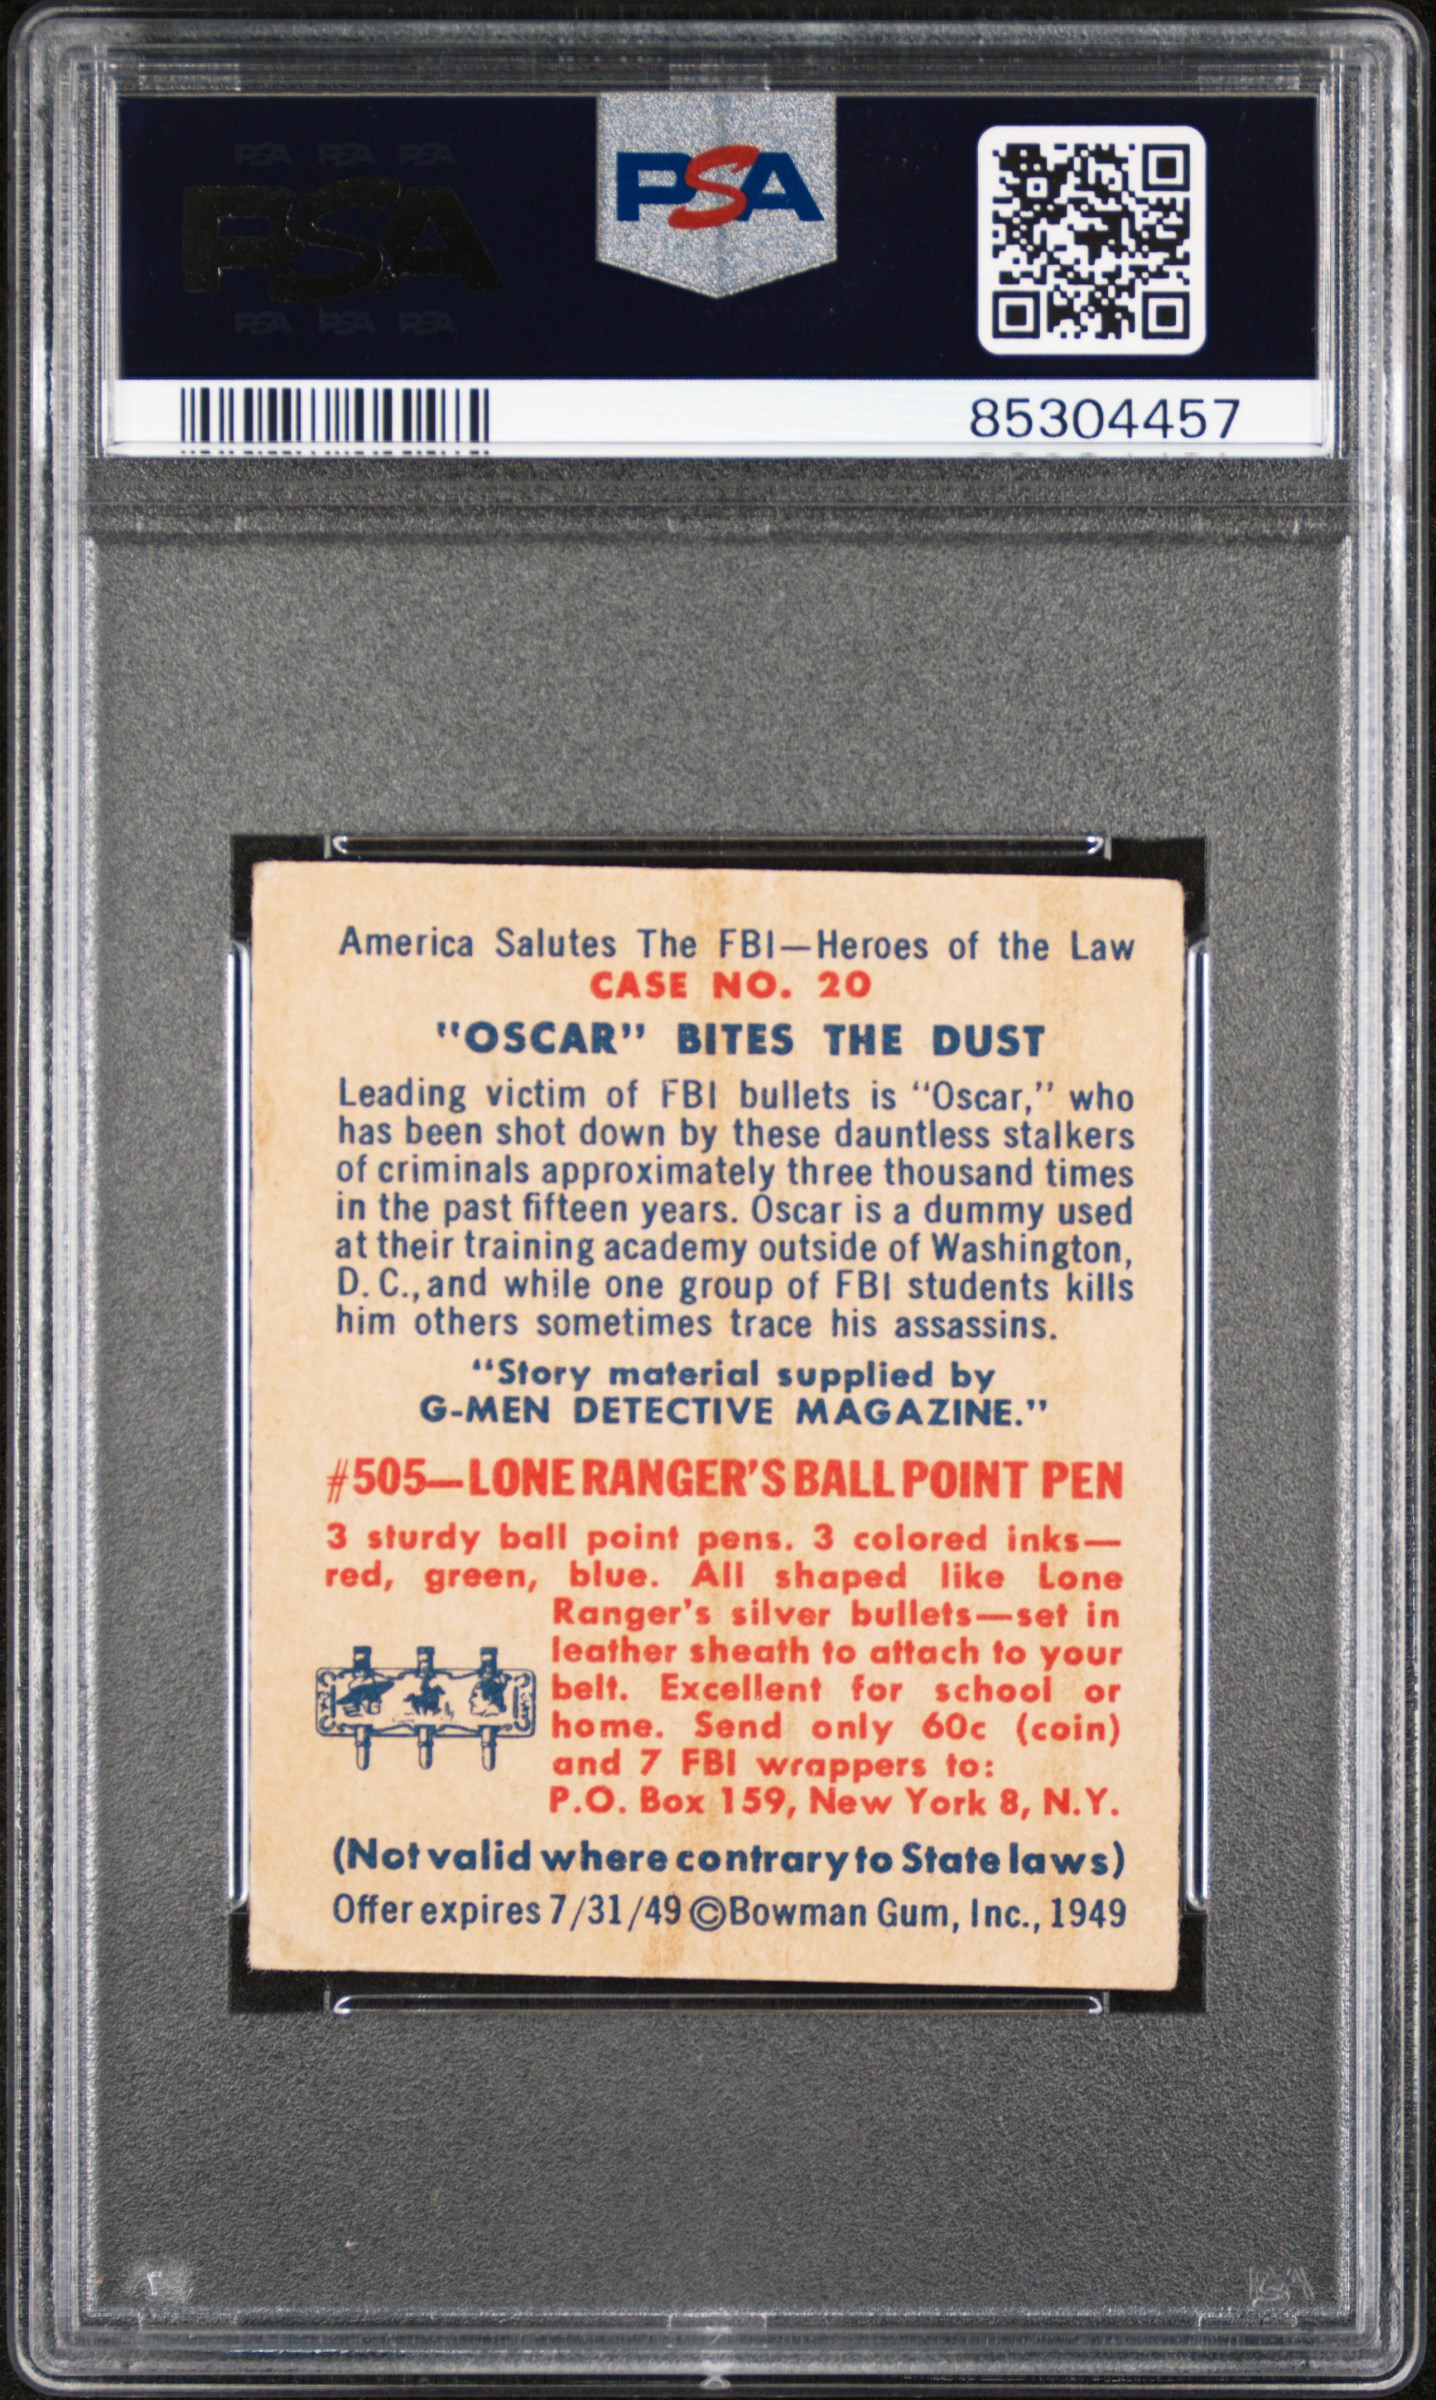 PSA PSA PSA
PSA
PSA PSA PSA
PSA
85304457
America Salutes The FBI—Heroes of the Law
CASE NO. 20
"OSCAR" BITES THE DUST
Leading victim of FBI bullets is "Oscar," who
has been shot down by these dauntless stalkers
of criminals approximately three thousand times
in the past fifteen years. Oscar is a dummy used
at their training academy outside of Washington,
D. C., and while one group of FBI students kills
him others sometimes trace his assassins.
"Story material supplied by
G-MEN DETECTIVE MAGAZINE."
#505—LONE RANGER'S BALL POINT PEN
3 sturdy ball point pens. 3 colored inks—
red, green, blue. All shaped like Lone
Ranger's silver bullets—set in
leather sheath to attach to your
belt. Excellent for school or
home. Send only 60c (coin)
and 7 FBI wrappers to:
P.O. Box 159, New York 8, N.Y.
(Not valid where contrary to State laws)
Offer expires 7/31/49 ©Bowman Gum, Inc., 1949